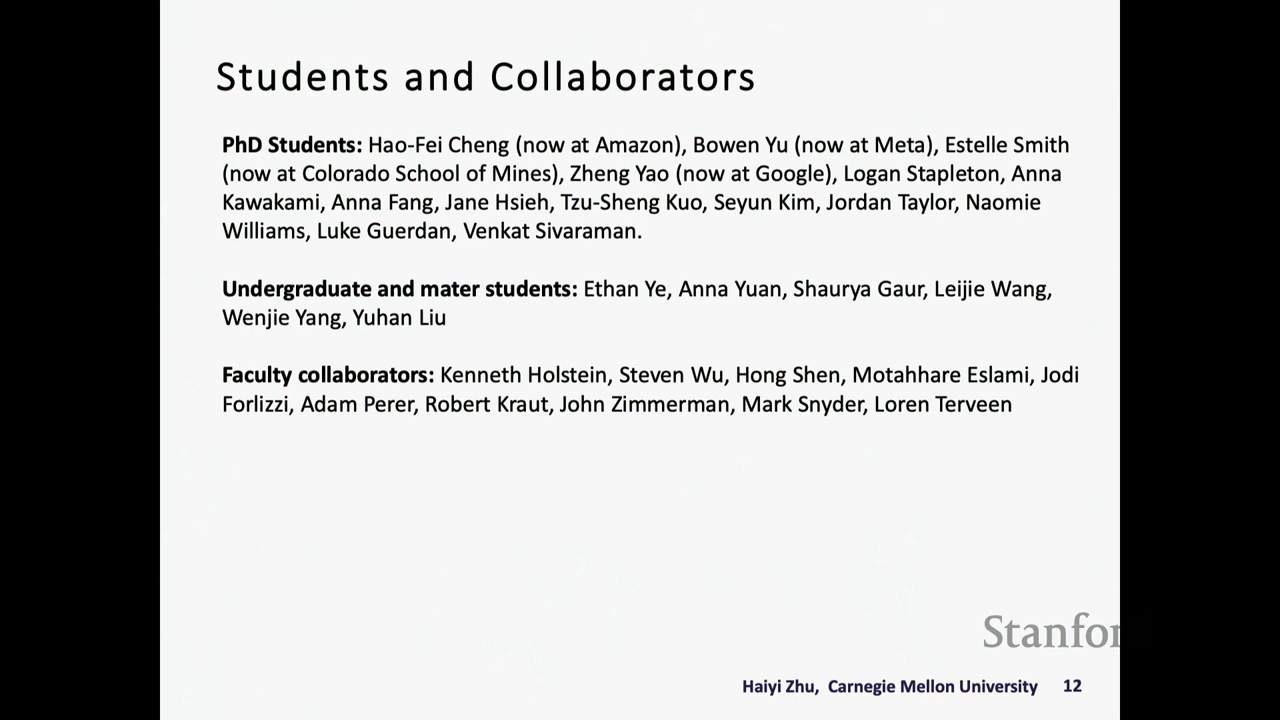 Students and Collaborators
PhD Students: Hao-Fei Cheng (now at Amazon), Bowen Yu (now at Meta), Estelle Smith
(now at Colorado School of Mines), Zheng Yao (now at Google), Logan Stapleton, Anna
Kawakami, Anna Fang, Jane Hsieh, Tzu-Sheng Kuo, Seyun Kim, Jordan Taylor, Naomie
Williams, Luke Guerdan, Venkat Sivaraman.
Undergraduate and mater students: Ethan Ye, Anna Yuan, Shaurya Gaur, Leijie Wang,
Wenjie Yang, Yuhan Liu
Faculty collaborators: Kenneth Holstein, Steven Wu, Hong Shen, Motahhare Eslami, Jodi
Forlizzi, Adam Perer, Robert Kraut, John Zimmerman, Mark Snyder, Loren Terveen
Stanford
Haiyi Zhu, Carnegie Mellon University 12